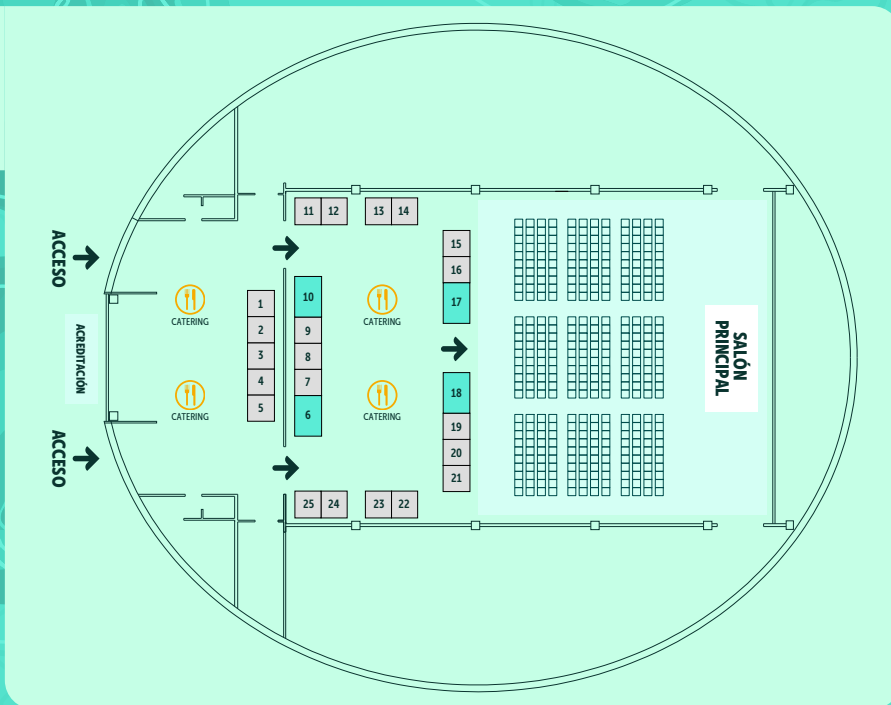 ACCESO
ACCESO
ACREDITACIÓN
CATERING
CATERING
1
2
3
4
5
10
9
8
7
6
11 12 13 14
CATERING
CATERING
25 24 23 22
15
16
17
18
19
20
21
SALÓN
PRINCIPAL